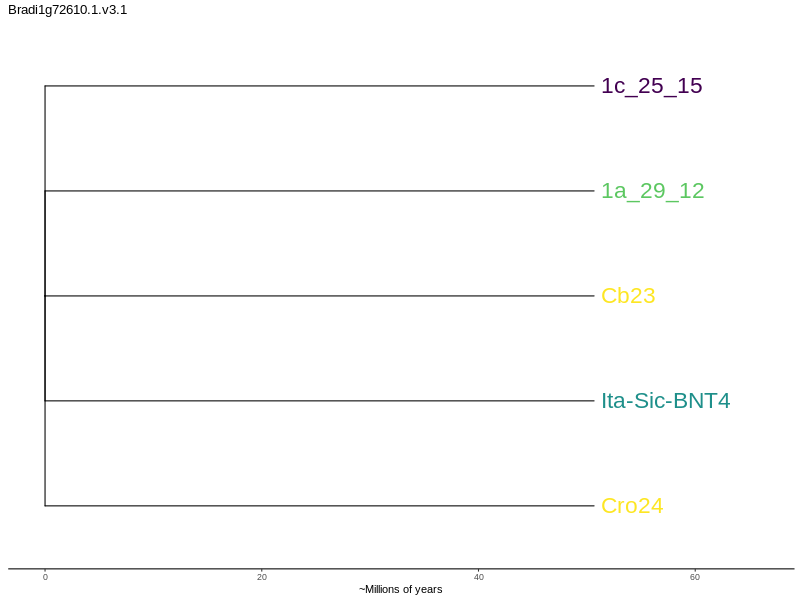 Bradi1g72610.1.v3.1
1c_25_15
1a_29_12
Cb23
Ita-Sic-BNT4
Cro24
0 20 40 60
~Millions of years